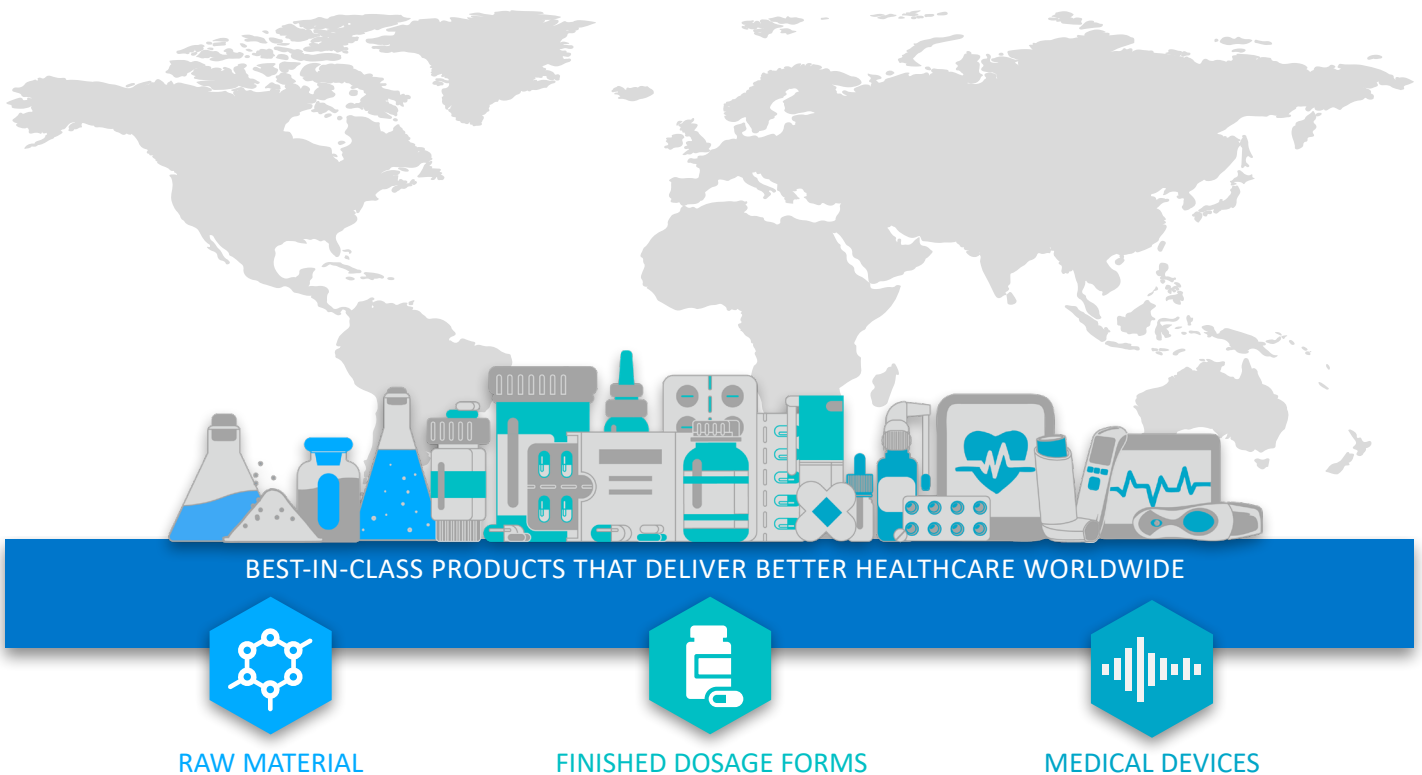 BEST-IN-CLASS PRODUCTS THAT DELIVER BETTER HEALTHCARE WORLDWIDE
RAW MATERIAL
FINISHED DOSAGE FORMS
MEDICAL DEVICES